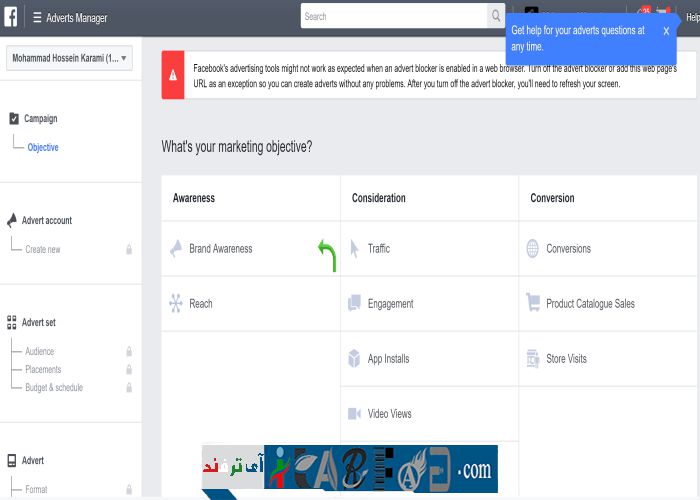 Adverts Manager
Search
Help
Get help for your adverts questions at
any time.
X
Mohammad Hossein Karami (1...
Facebook's advertising tools might not work as expected when an advert blocker is enabled in a web browser. Turn off the advert blocker or add this web page's
URL as an exception so you can create adverts without any problems. After you turn off the advert blocker, you'll need to refresh your screen.
Campaign
Objective
What's your marketing objective?
Awareness
Consideration
Conversion
Advert account
Create new
Brand Awareness
Traffic
Conversions
Reach
Engagement
Product Catalogue Sales
Advert set
Audience
Placements
Budget & schedule
App Installs
Store Visits
Video Views
Advert
Format
آی ترفند
.com